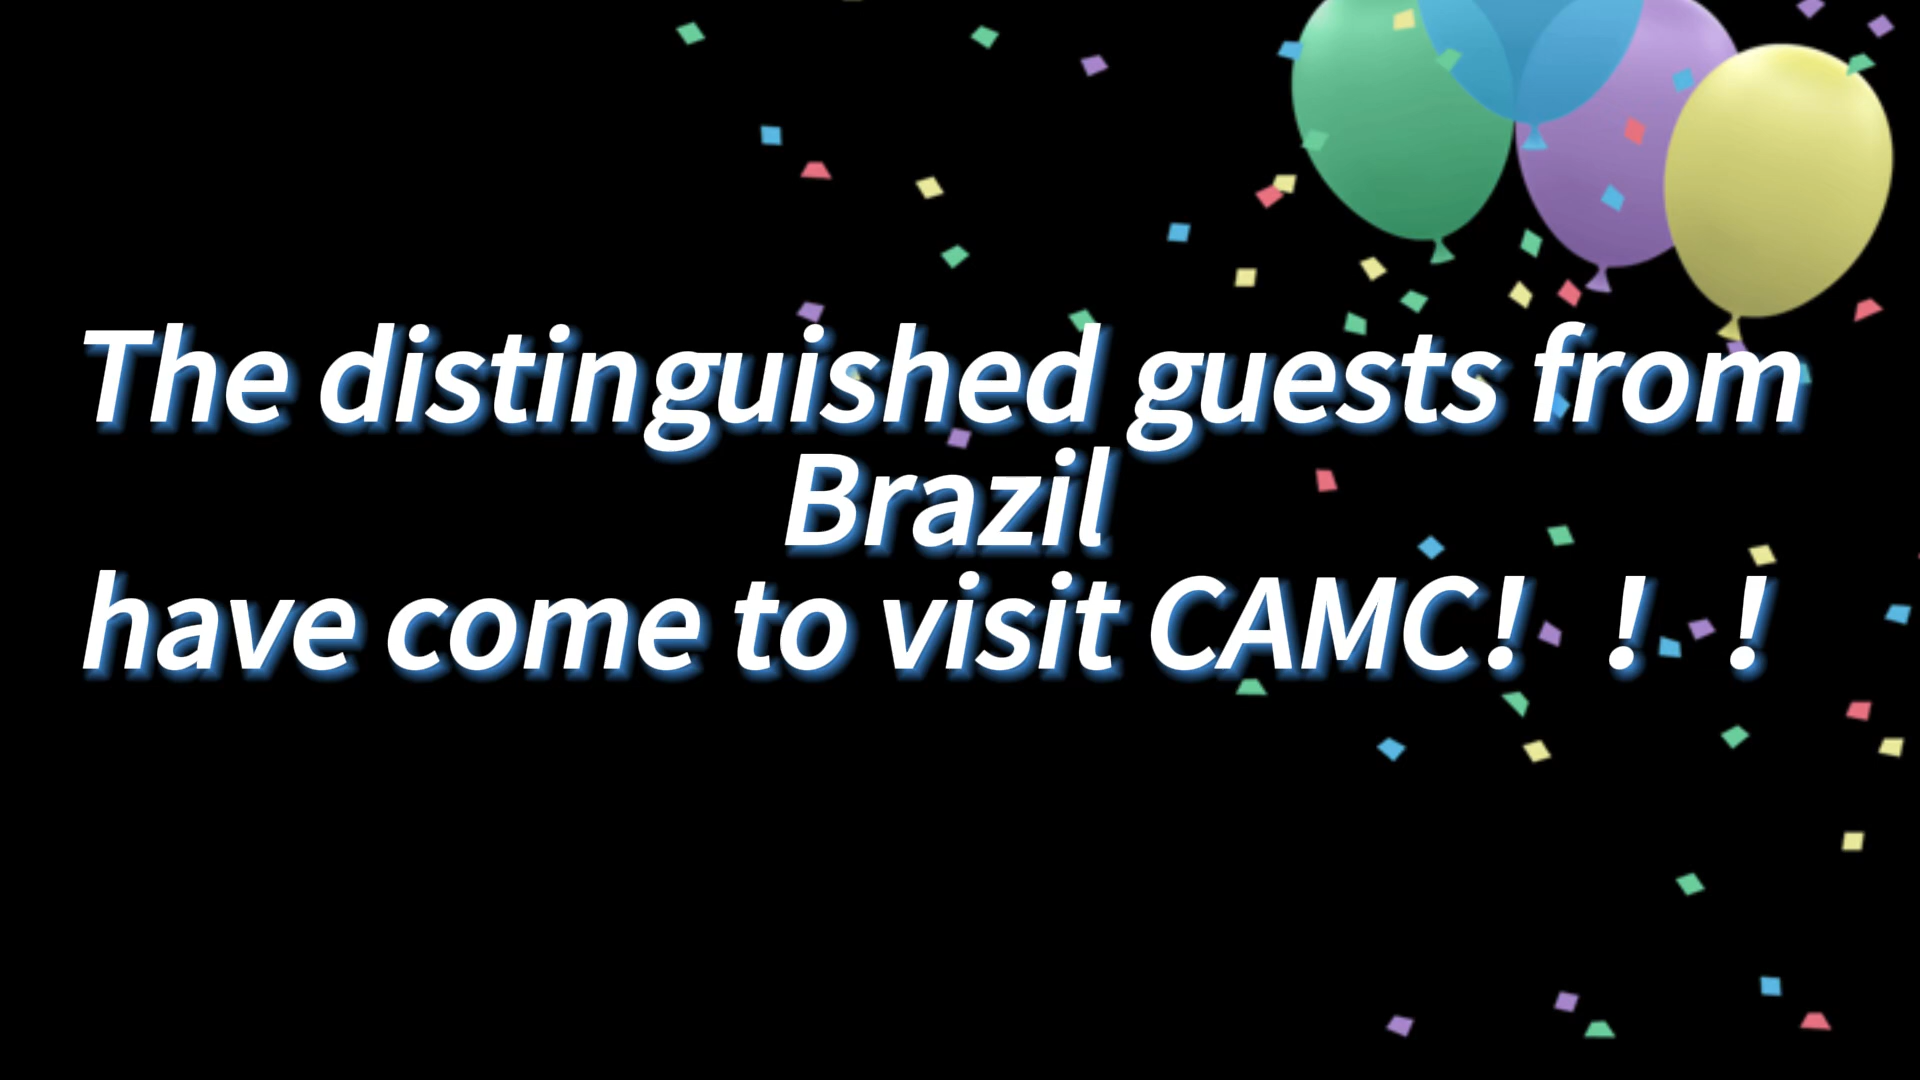 The distinguished guests from
Brazil
have come to visit CAMC！！！